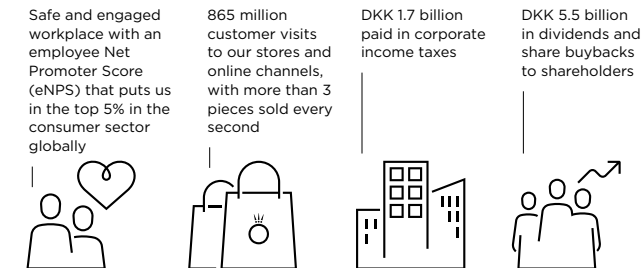 Safe and engaged
workplace with an
employee Net
Promoter Score
(eNPS) that puts us
in the top 5% in the
consumer sector
globally
865 million
customer visits
to our stores and
online channels,
with more than 3
pieces sold every
second
DKK 1.7 billion
paid in corporate
income taxes
DKK 5.5 billion
in dividends and
share buybacks
to shareholders